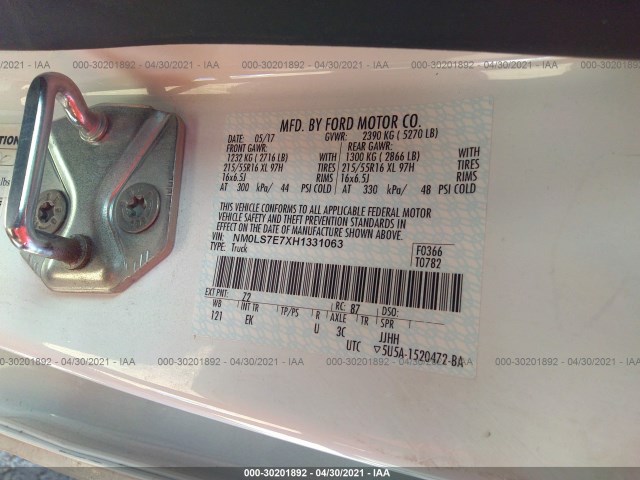 000-30201892 - 04/30/2021 - IAA
MFD. BY FORD MOTOR CO.
DATE: 05/17 GVWR: 2390 KG ( 5270 LB)
FRONT GAWR: REAR GAWR:
1232 KG ( 2716 LB) WITH 1300 KG ( 2866 LB) WITH
215/55R16 XL 97H TIRES 215/55R16 XL 97H TIRES
16x6.5J RIMS 16x6.5J RIMS
AT 300 kPa/ 44 PSI COLD AT 330 kPa/ 48 PSI COLD
THIS VEHICLE CONFORMS TO ALL APPLICABLE FEDERAL MOTOR
VEHICLE SAFETY AND THEFT PREVENTION STANDARDS IN
EFFECT ON THE DATE OF MANUFACTURE SHOWN ABOVE.
VIN: NM0LS7E7XH1331063
TYPE: Truck
F0366
T0782
EXT PNT: Z2 RC: 87 DSO:
WB INT TR TP/PS R AXLE TR SPR
121 EK U 3C JJHH
UTC ▽5U5A-1520472-BA
TION
lbs
000-30201892 - 04/30/2021 - IAA